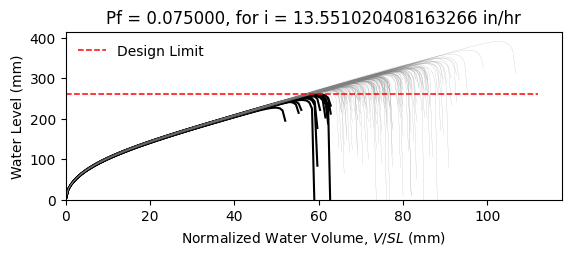 Pf = 0.075000, for i = 13.551020408163266 in/hr
Water Level (mm)
400
300
200
100
0
Design Limit
0 20 40 60 80 100
Normalized Water Volume, V/SL (mm)